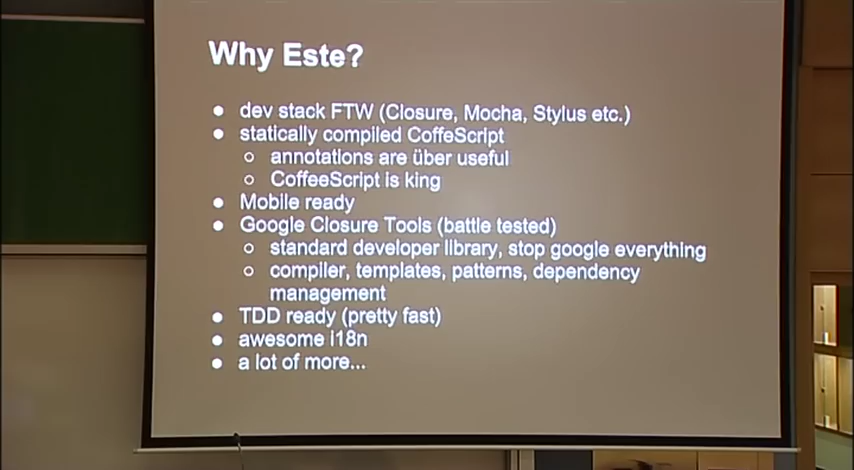 Why Este?
● dev stack FTW (Closure, Mocha, Stylus etc.)
● statically compiled CoffeScript
○ annotations are über useful
○ CoffeeScript is king
● Mobile ready
● Google Closure Tools (battle tested)
○ standard developer library, stop google everything
○ compiler, templates, patterns, dependency
management
● TDD ready (pretty fast)
● awesome i18n
● a lot of more...